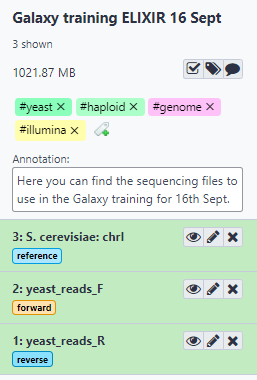 Galaxy training ELIXIR 16 Sept
3 shown
1021.87 MB
#yeast ✕ #haploid ✕ #genome ✕
#illumina ✕
Annotation:
Here you can find the sequencing files to
use in the Galaxy training for 16th Sept.
3: S. cerevisiae: chrI
reference
2: yeast_reads_F
forward
1: yeast_reads_R
reverse